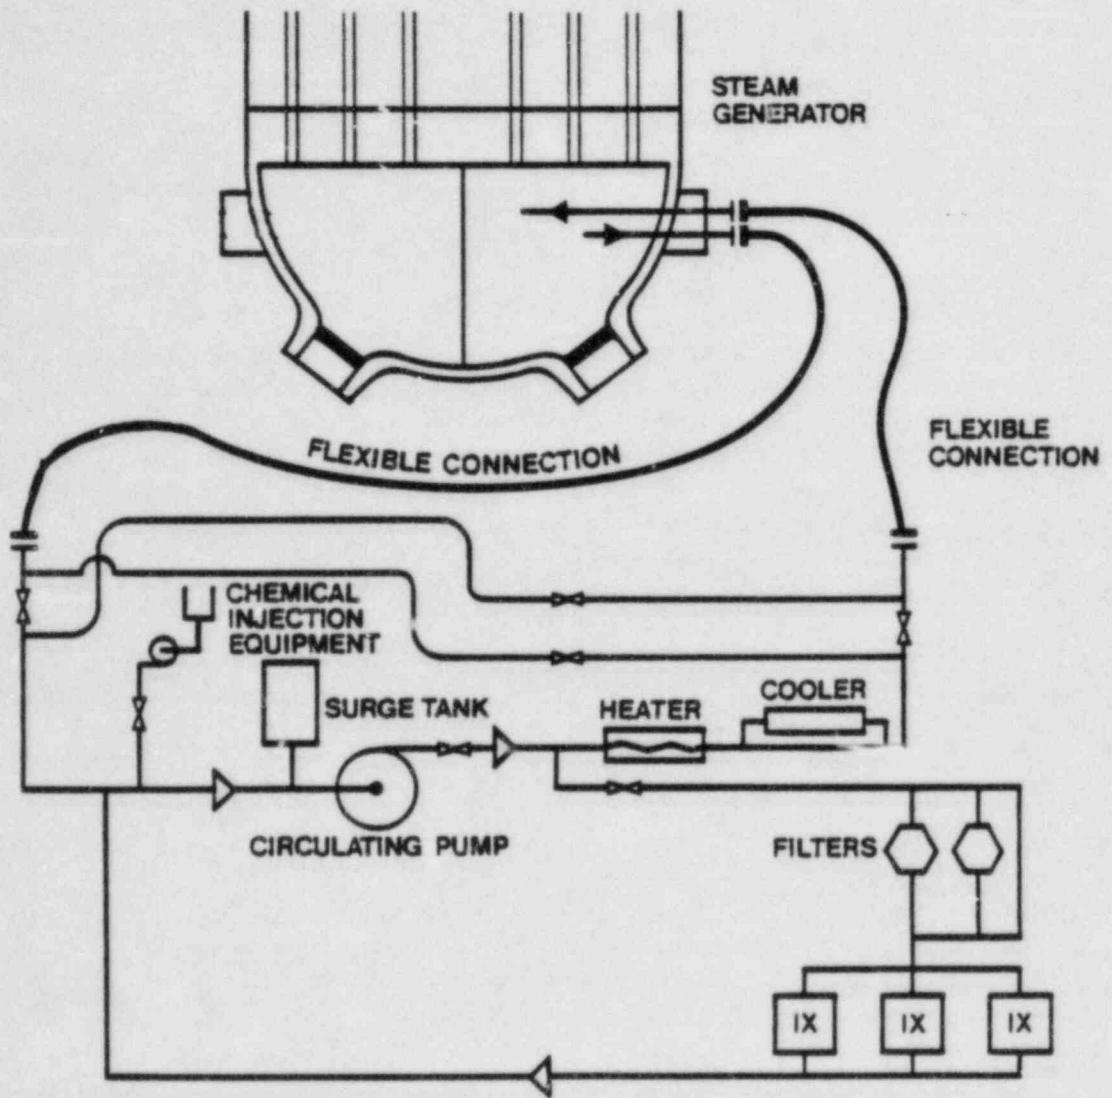 STEAM
GENERATOR
FLEXIBLE CONNECTION
FLEXIBLE
CONNECTION
CHEMICAL
INJECTION
EQUIPMENT
SURGE TANK
HEATER
COOLER
CIRCULATING PUMP
FILTERS
IX
IX
IX